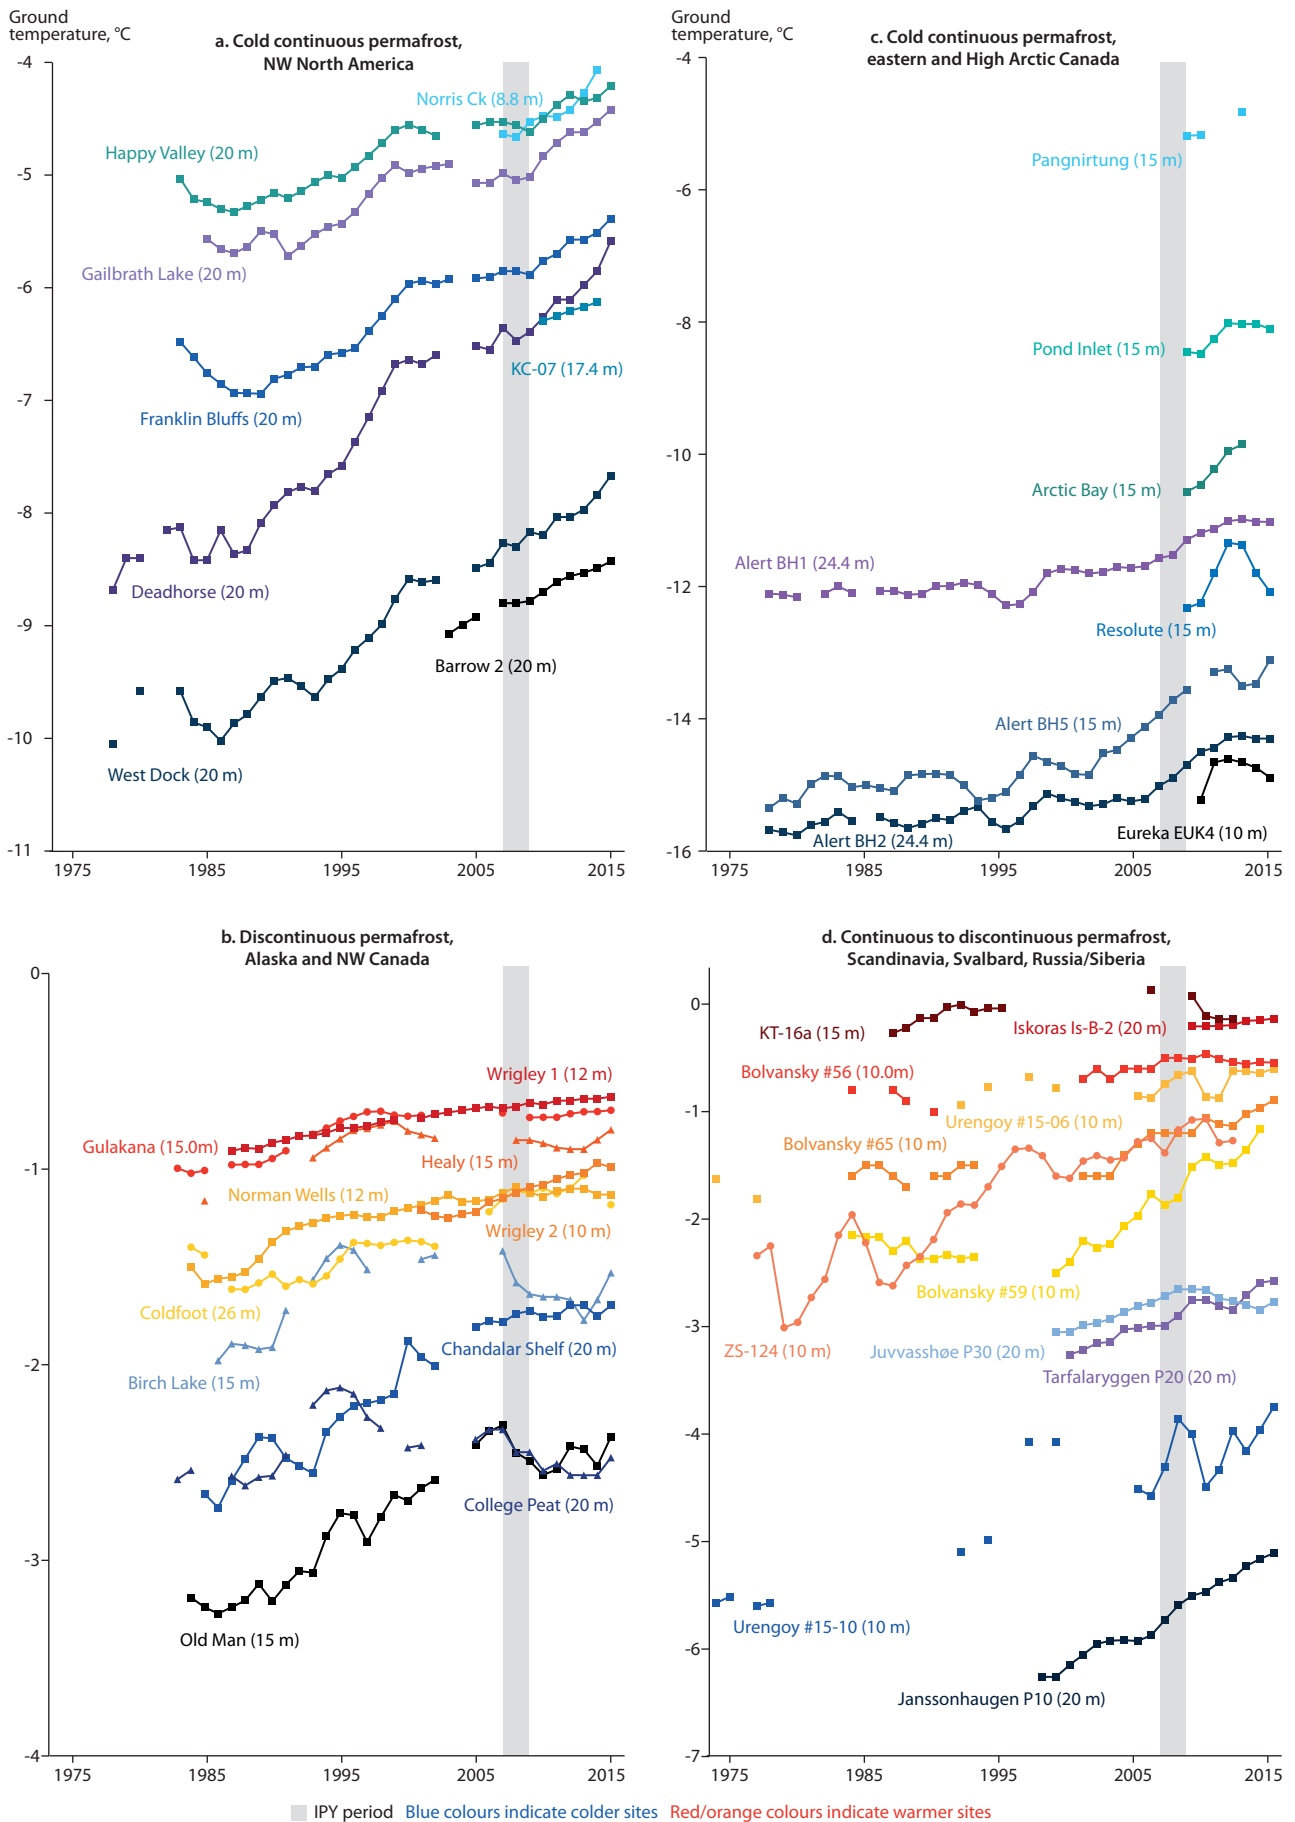 Ground
temperature, °C
a. Cold continuous permafrost,
NW North America
-4
-5
-6
-7
-8
-9
-10
-11
Norris Ck (8.8 m)
Happy Valley (20 m)
Gailbrath Lake (20 m)
KC-07 (17.4 m)
Franklin Bluffs (20 m)
Deadhorse (20 m)
Barrow 2 (20 m)
West Dock (20 m)
1975
1985
1995
2005
2015
Ground
temperature, °C
c. Cold continuous permafrost,
eastern and High Arctic Canada
-4
-6
-8
-10
-12
-14
-16
Pangnirtung (15 m)
Pond Inlet (15 m)
Arctic Bay (15 m)
Alert BH1 (24.4 m)
Resolute (15 m)
Alert BH5 (15 m)
Eureka EUK4 (10 m)
Alert BH2 (24.4 m)
1975
1985
1995
2005
2015
b. Discontinuous permafrost,
Alaska and NW Canada
0
-1
-2
-3
-4
Wrigley 1 (12 m)
Gulakana (15.0m)
Healy (15 m)
Norman Wells (12 m)
Wrigley 2 (10 m)
Coldfoot (26 m)
Chandalar Shelf (20 m)
Birch Lake (15 m)
College Peat (20 m)
Old Man (15 m)
1975
1985
1995
2005
2015
d. Continuous to discontinuous permafrost,
Scandinavia, Svalbard, Russia/Siberia
0
-1
-2
-3
-4
-5
-6
-7
KT-16a (15 m)
Iskoras Is-B-2 (20 m)
Bolvansky #56 (10.0m)
Urengoy #15-06 (10 m)
Bolvansky #65 (10 m)
Bolvansky #59 (10 m)
ZS-124 (10 m)
Juvvasshøe P30 (20 m)
Tarfalaryggen P20 (20 m)
Urengoy #15-10 (10 m)
Janssonhaugen P10 (20 m)
1975
1985
1995
2005
2015
IPY period Blue colours indicate colder sites Red/orange colours indicate warmer sites